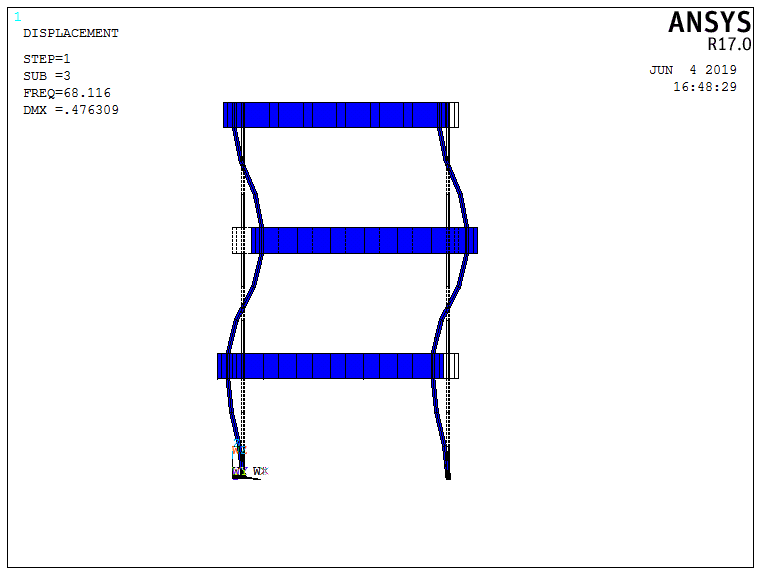 1
DISPLACEMENT
STEP=1
SUB =3
FREQ=68.116
DMX =.476309
ANSYS
R17.0
JUN  4 2019
16:48:29
WX